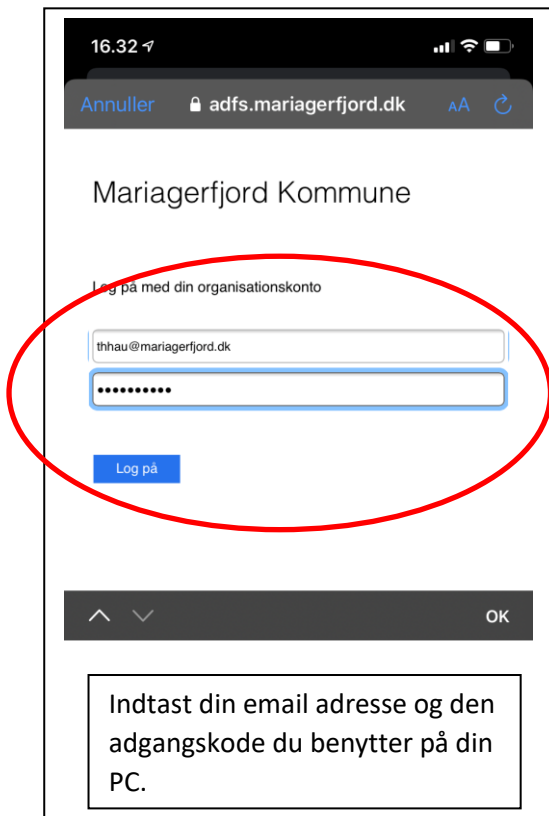 16.32
Annuller adfs.mariagerfjord.dk AA
Mariagerfjord Kommune
Log på med din organisationskonto
thhau@mariagerfjord.dk
••••••••••
Log på
OK
Indtast din email adresse og den
adgangskode du benytter på din
PC.